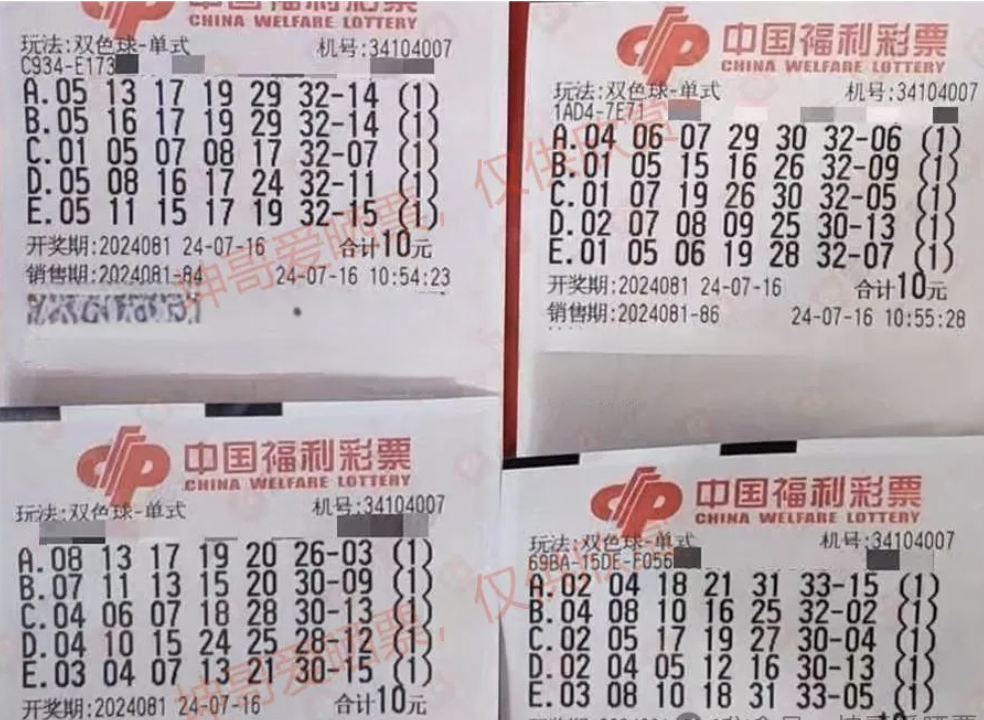 中国福利彩票
CHINA WELFARE LOTTERY
玩法:双色球-单式 机号:34104007
C934-E173
A.05 13 17 19 29 32-14 (1)
B.05 16 17 19 29 32-14 (1)
C.01 05 07 08 17 32-07 (1)
D.05 08 16 17 24 32-11 (1)
E.05 11 15 17 19 32-15 (1)
开奖期:2024081 24-07-16 合计10元
销售期:2024081-84 24-07-16 10:54:23
中国福利彩票
CHINA WELFARE LOTTERY
玩法:双色球-单式 机号:34104007
1AD4-7E71
A.04 06 07 29 30 32-06 (1)
B.01 05 15 16 26 32-09 (1)
C.01 07 19 26 30 32-05 (1)
D.02 07 08 09 25 30-13 (1)
E.01 05 06 19 28 32-07 (1)
开奖期:2024081 24-07-16 合计10元
销售期:2024081-86 24-07-16 10:55:28
坤哥爱晒票，仅供欣赏
中国福利彩票
CHINA WELFARE LOTTERY
玩法:双色球-单式 机号:34104007
A.08 13 17 19 20 26-03 (1)
B.07 11 13 15 20 30-09 (1)
C.04 06 07 18 28 30-13 (1)
D.04 10 15 24 25 28-12 (1)
E.03 04 07 13 21 30-15 (1)
开奖期:2024081 24-07-16 合计10元
中国福利彩票
CHINA WELFARE LOTTERY
玩法:双色球-单式 机号:34104007
69BA-15DE-F056
A.02 04 18 21 31 33-15 (1)
B.04 08 10 16 25 32-02 (1)
C.02 05 17 19 27 30-04 (1)
D.02 04 05 12 16 30-13 (1)
E.03 08 10 18 31 33-05 (1)
坤哥爱晒票，仅供